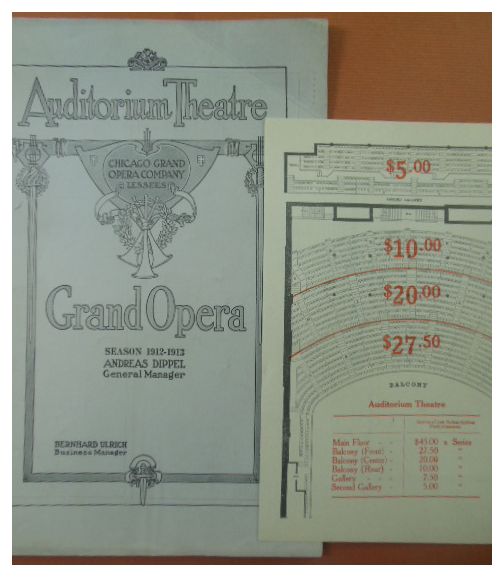 Auditorium Theatre
CHICAGO GRAND
OPERA COMPANY
LESSEES
Grand Opera
SEASON 1912-1913
ANDREAS DIPPEL
General Manager
BERNHARD ULRICH
Business Manager
$5.00
$10.00
$20.00
$27.50
BALCONY
Auditorium Theatre
Main Floor - - $45.00 a Series
Balcony (Front) - 27.50 "
Balcony (Centre) - 20.00 "
Balcony (Rear) - 10.00 "
Gallery - - - 7.50 "
Second Gallery - - 5.00 "